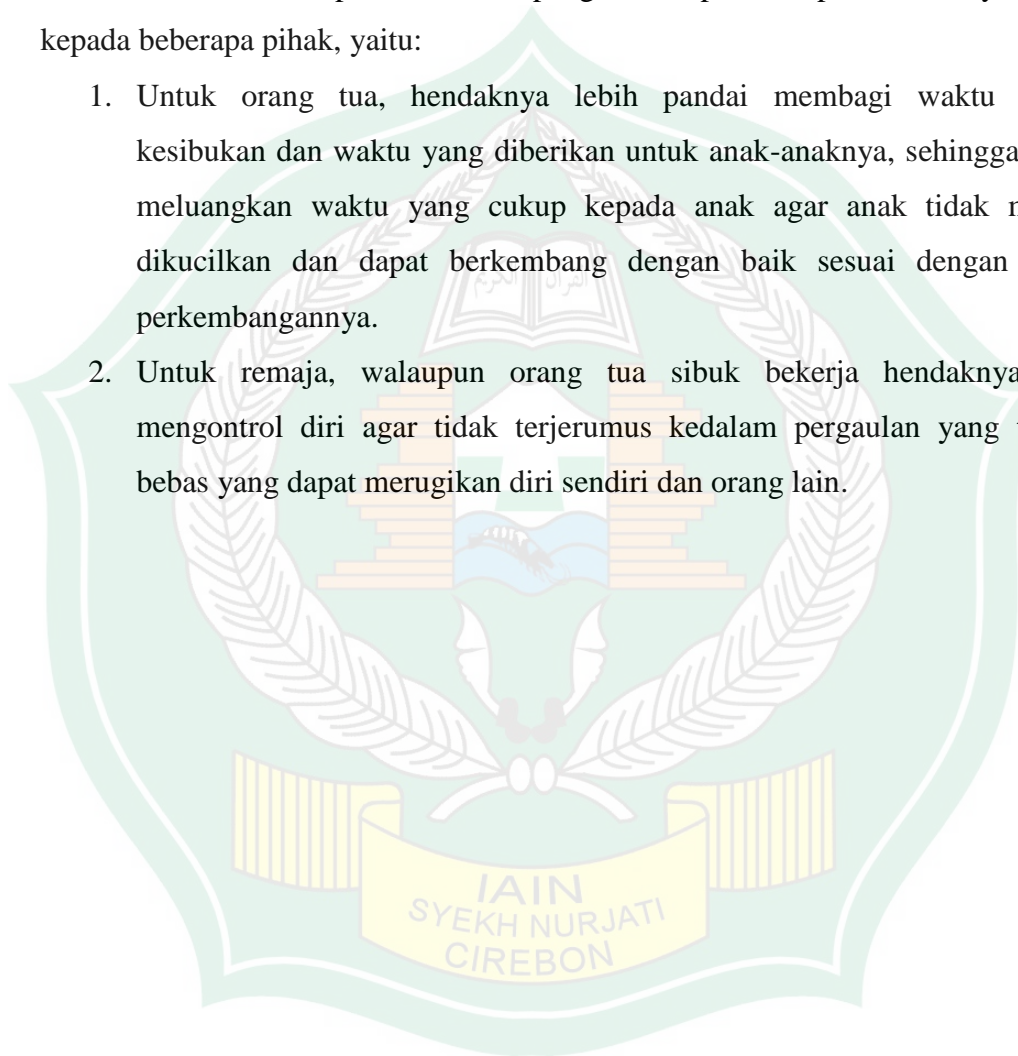 kepada beberapa pihak, yaitu:
1. Untuk orang tua, hendaknya lebih pandai membagi waktu
kesibukan dan waktu yang diberikan untuk anak-anaknya, sehingga
meluangkan waktu yang cukup kepada anak agar anak tidak
dikucilkan dan dapat berkembang dengan baik sesuai dengan
perkembangannya.
2. Untuk remaja, walaupun orang tua sibuk bekerja hendaknya
mengontrol diri agar tidak terjerumus kedalam pergaulan yang
bebas yang dapat merugikan diri sendiri dan orang lain.
القرآن الكريم
IAIN
SYEKH NURJATI
CIREBON